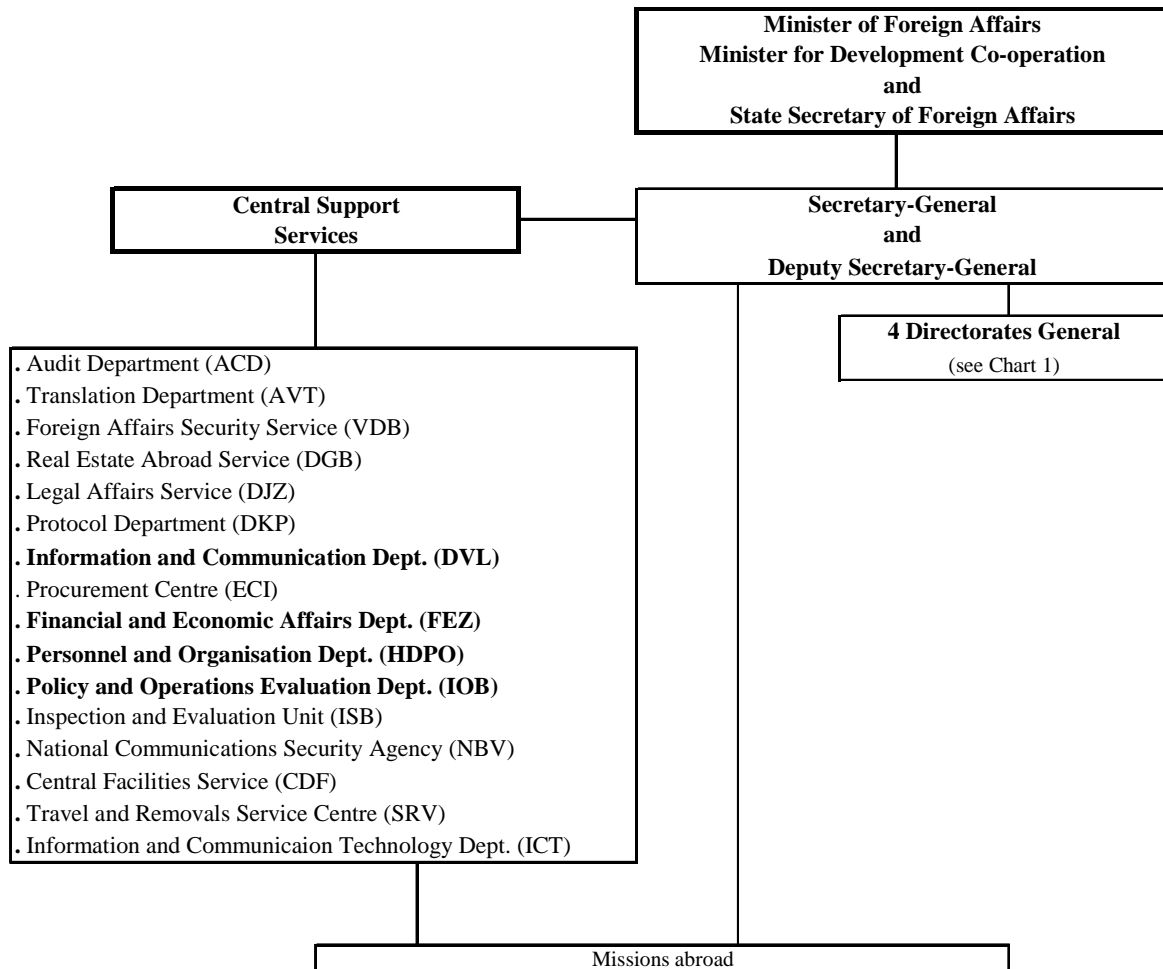 Minister of Foreign Affairs
Minister for Development Co-operation
and
State Secretary of Foreign Affairs
Central Support
Services
Secretary-General
and
Deputy Secretary-General
4 Directorates General
(see Chart 1)
. Audit Department (ACD)
. Translation Department (AVT)
. Foreign Affairs Security Service (VDB)
. Real Estate Abroad Service (DGB)
. Legal Affairs Service (DJZ)
. Protocol Department (DKP)
. Information and Communication Dept. (DVL)
. Procurement Centre (ECI)
. Financial and Economic Affairs Dept. (FEZ)
. Personnel and Organisation Dept. (HDPO)
. Policy and Operations Evaluation Dept. (IOB)
. Inspection and Evaluation Unit (ISB)
. National Communications Security Agency (NBV)
. Central Facilities Service (CDF)
. Travel and Removals Service Centre (SRV)
. Information and Communicaion Technology Dept. (ICT)
Missions abroad